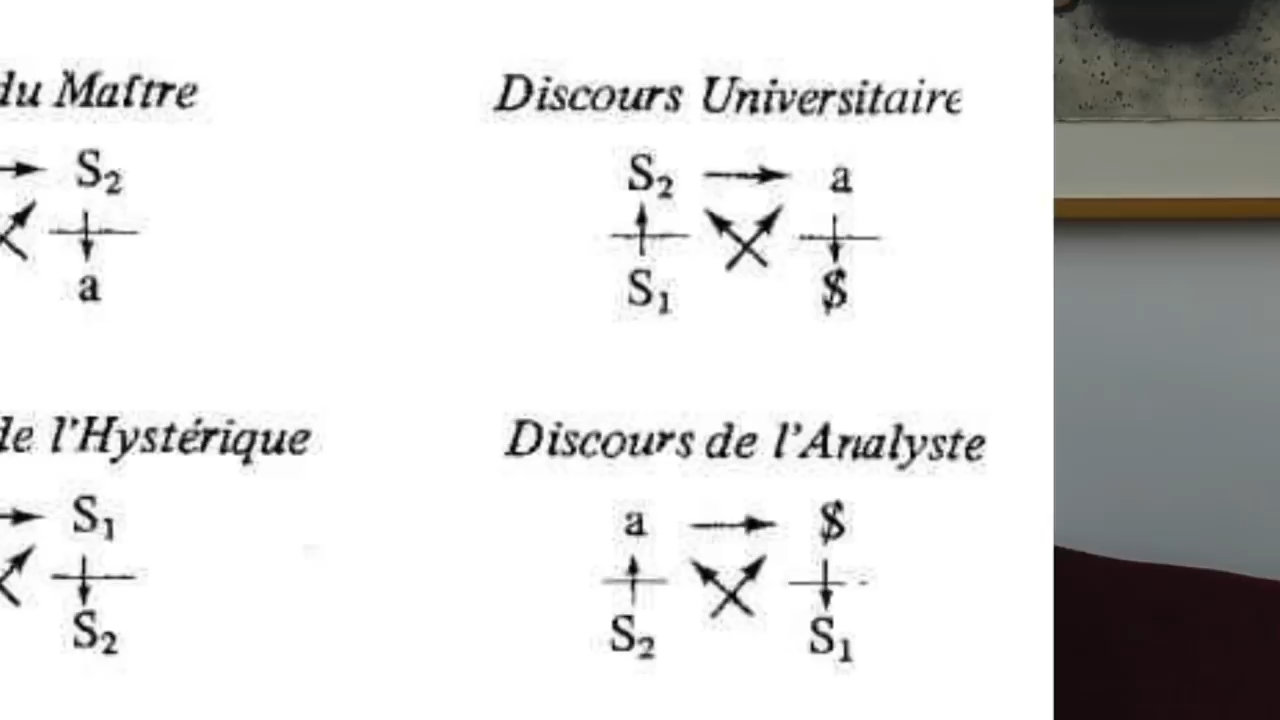 du Maître
Discours Universitaire
→ S₂
S₂ → a
a
S₁ $
de l'Hystérique
Discours de l'Analyste
→ S₁
a → $
S₂
S₂ S₁